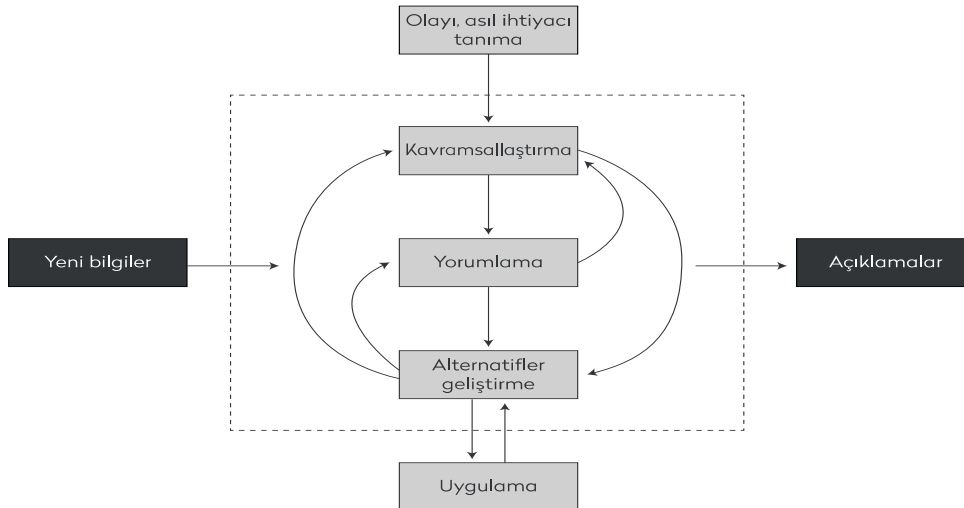 Olayı, asıl ihtiyacı
tanıma
Kavramsallaştırma
Yeni bilgiler
Yorumlama
Açıklamalar
Alternatifler
geliştirme
Uygulama